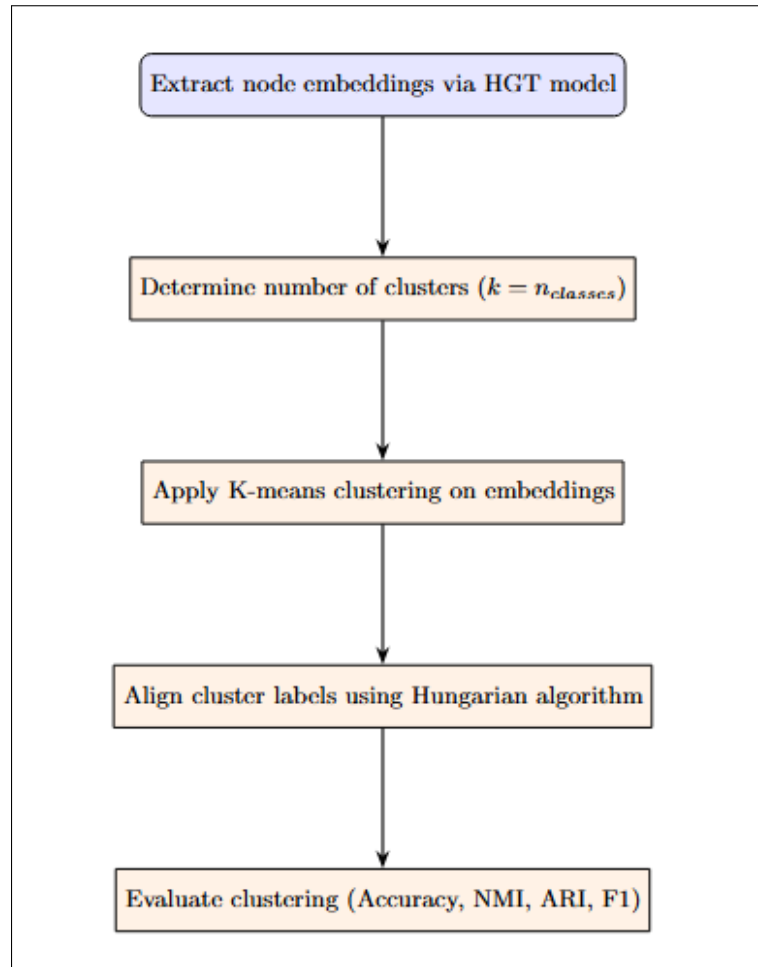 Extract node embeddings via HGT model
Determine number of clusters (k = n_classes)
Apply K-means clustering on embeddings
Align cluster labels using Hungarian algorithm
Evaluate clustering (Accuracy, NMI, ARI, F1)